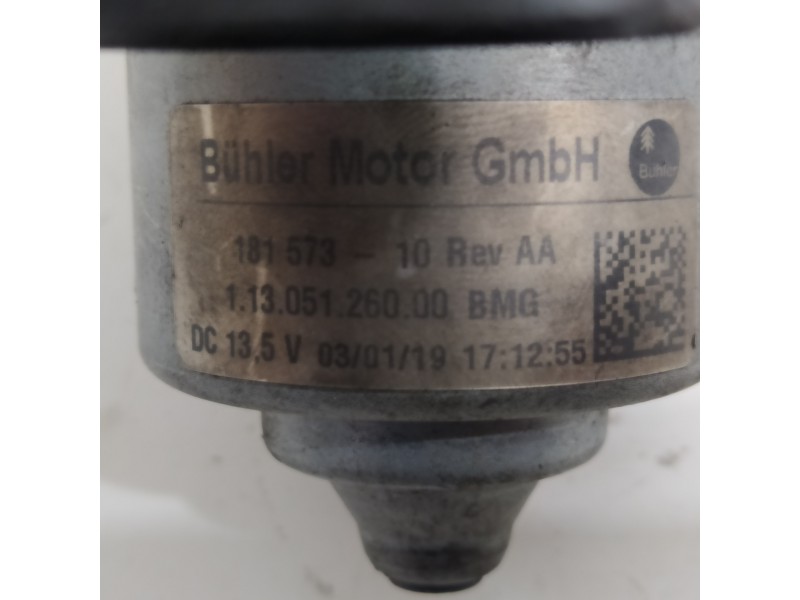 Bühler Motor GmbH
Bühler
181 573 - 10 Rev AA
1.13.051.260.00 BMG
DC 13,5 V 03/01/19 17:12:55